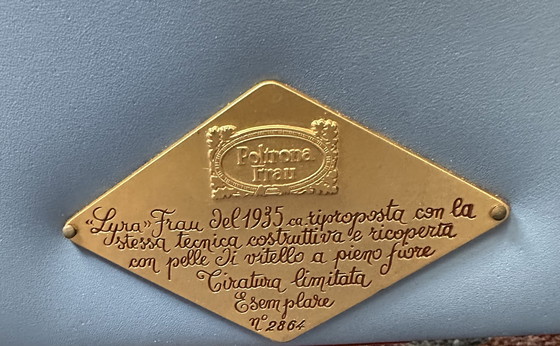 Poltrona
Frau
"Lyra" Frau del 1935 ca riproposta con la
stessa tecnica costruttiva e ricoperta
con pelle di vitello a pieno fiore
Tiratura limitata
Esemplare
n° 2864